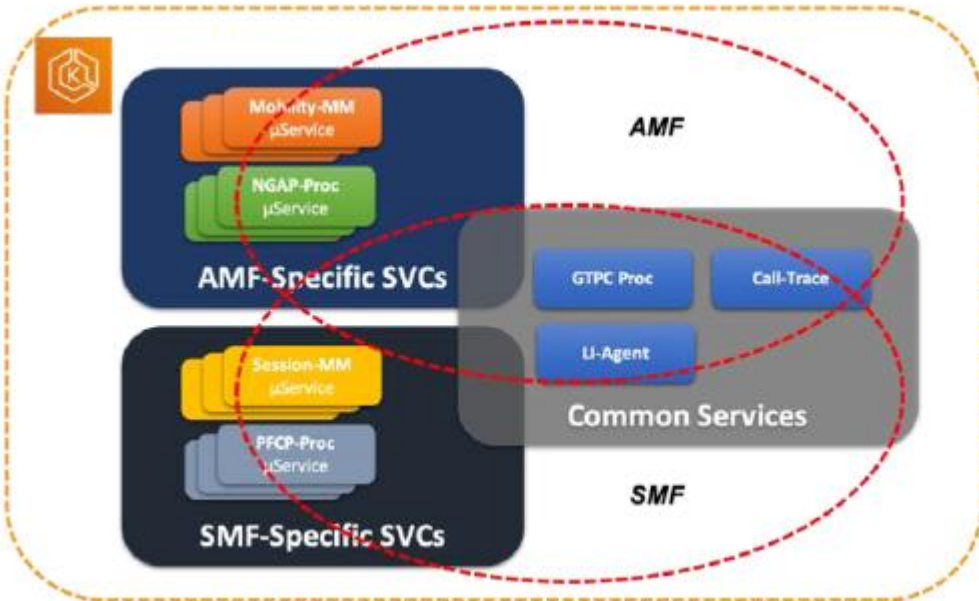 K
Mobility-MM
µService
AMF
NGAP-Proc
µService
AMF-Specific SVCs
GTPC Proc
Call-Trace
LI-Agent
Common Services
Session-MM
µService
PFCP-Proc
µService
SMF-Specific SVCs
SMF